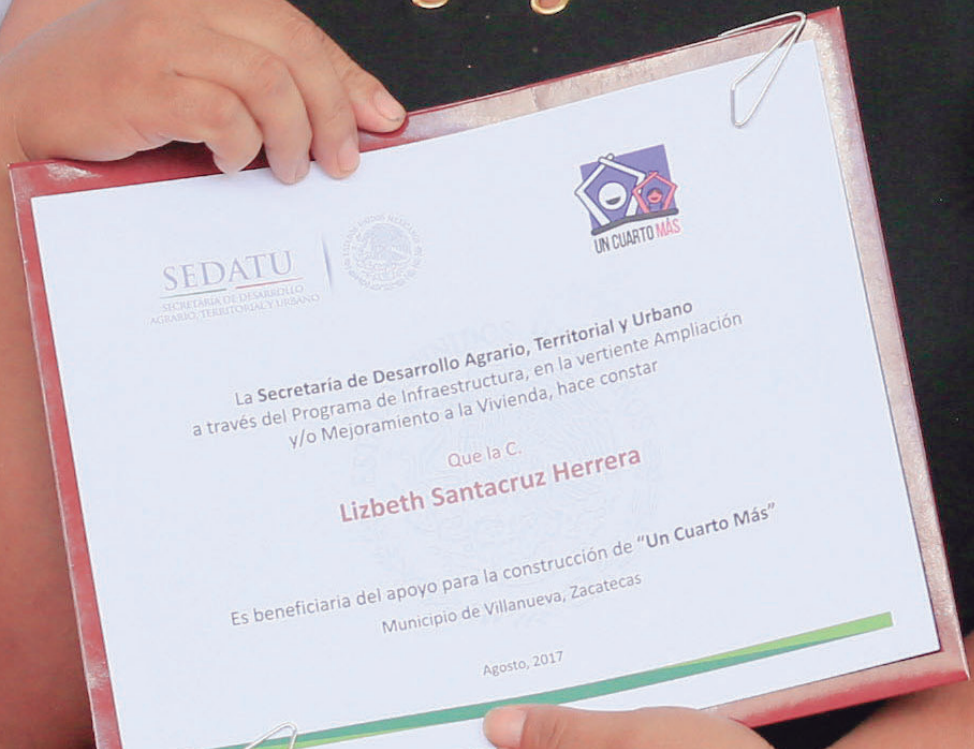 UN CUARTO MÁS
SEDATU
SECRETARÍA DE DESARROLLO
AGRARIO, TERRITORIAL Y URBANO
La Secretaría de Desarrollo Agrario, Territorial y Urbano
a través del Programa de Infraestructura, en la vertiente Ampliación
y/o Mejoramiento a la Vivienda, hace constar
Que la C.
Lizbeth Santacruz Herrera
Es beneficiaria del apoyo para la construcción de “Un Cuarto Más”
Municipio de Villanueva, Zacatecas
Agosto, 2017